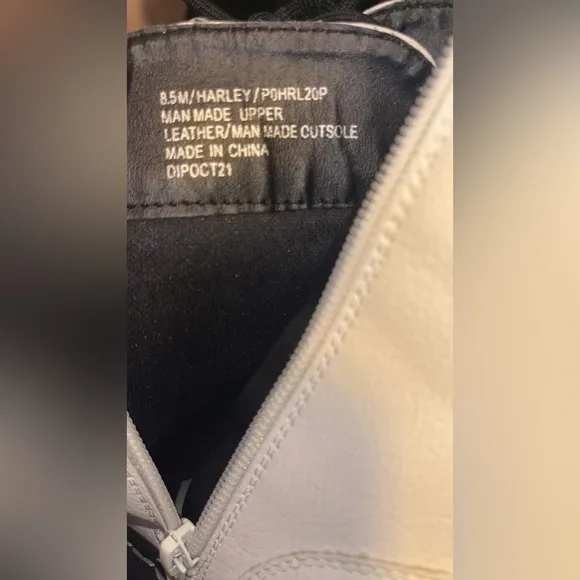 8.5M/HARLEY/P0HRL20P
MAN MADE UPPER
LEATHER/MAN MADE OUTSOLE
MADE IN CHINA
DIPOCT21